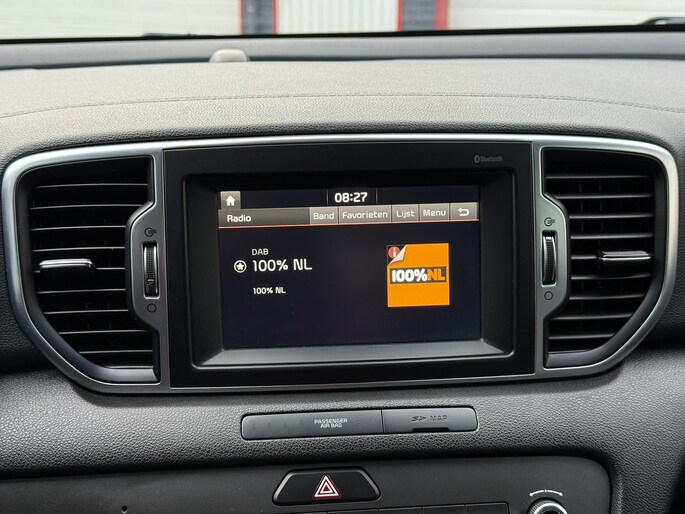 Bluetooth
08:27
Radio Band Favorieten Lijst Menu
DAB
100% NL
100% NL
i
100%NL
PASSENGER
AIR BAG
SD MAP